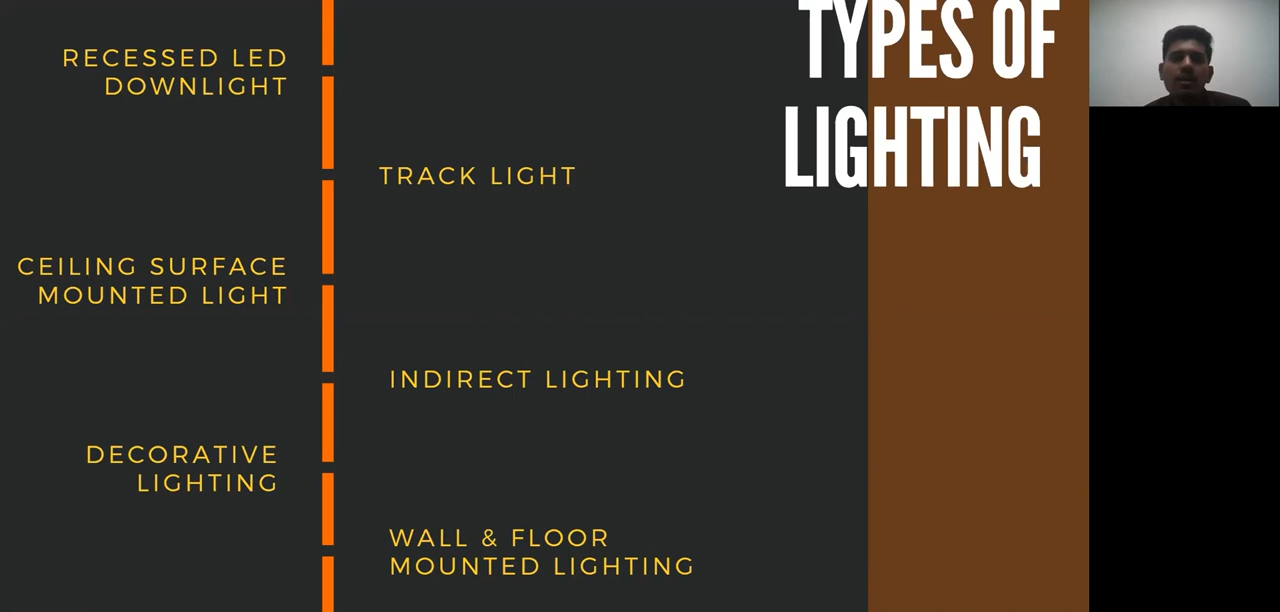 TYPES OF
LIGHTING
RECESSED LED
DOWNLIGHT
TRACK LIGHT
CEILING SURFACE
MOUNTED LIGHT
INDIRECT LIGHTING
DECORATIVE
LIGHTING
WALL & FLOOR
MOUNTED LIGHTING